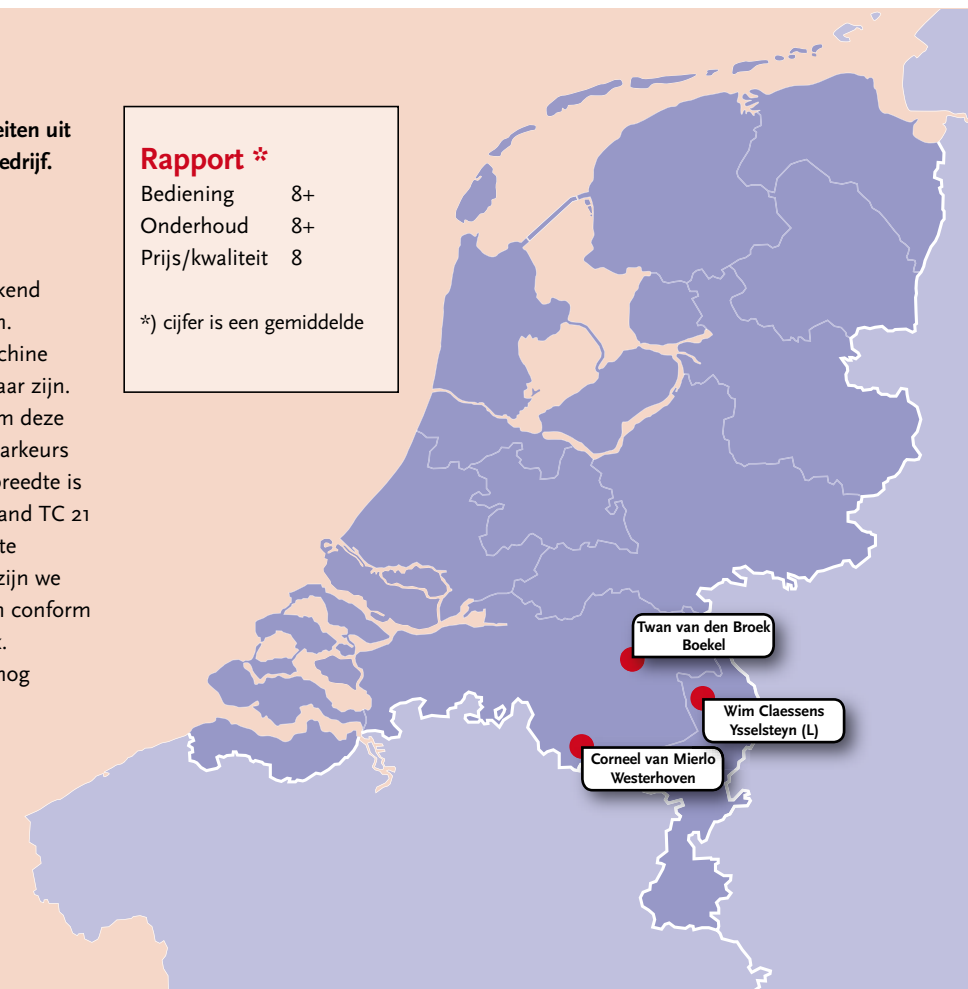 eiten uit
edrijf.
kend
n.
chine
aar zijn.
m deze
arkeurs
breedte is
and TC 21
te
zijn we
n conform
t.
nog
Rapport *
Bediening 8+
Onderhoud 8+
Prijs/kwaliteit 8
*) cijfer is een gemiddelde
Twan van den Broek
Boekel
Wim Claessens
Ysselsteyn (L)
Corneel van Mierlo
Westerhoven